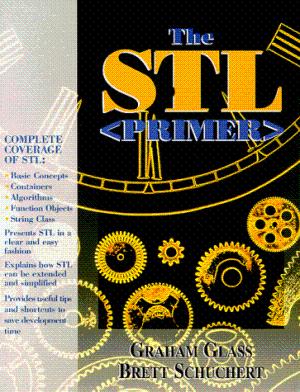 The
STL
<PRIMER>
COMPLETE
COVERAGE
OF STL:
• Basic Concepts
• Containers
• Algorithms
• Function Objects
• String Class
Presents STL in a
clear and easy
fashion
Explains how STL
can be extended
and simplified
Provides useful tips
and shortcuts to
save development
time
GRAHAM GLASS
BRETT SCHUCHERT